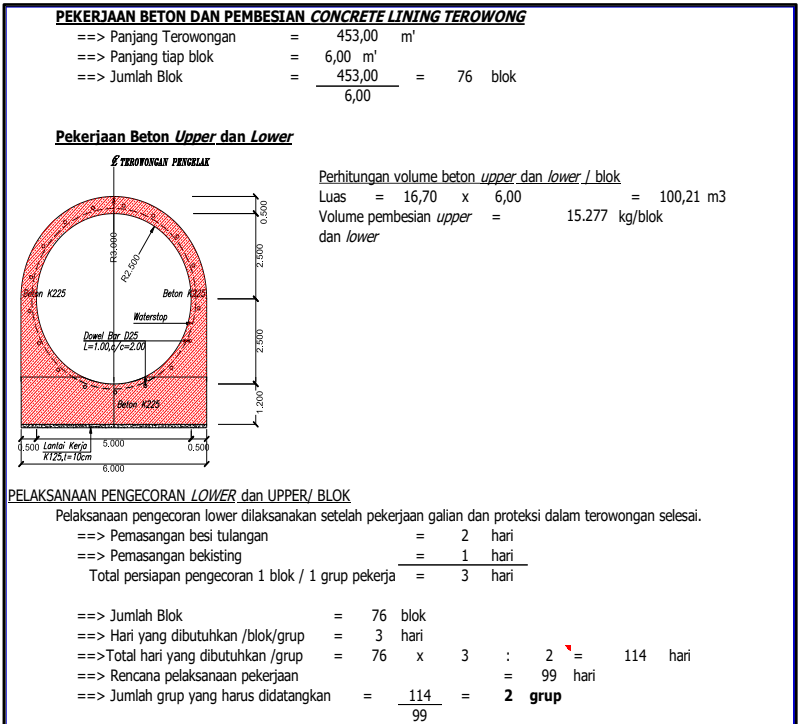 PEKERJAAN BETON DAN PEMBESIAN CONCRETE LINING TEROWONG
==> Panjang Terowongan = 453,00 m'
==> Panjang tiap blok = 6,00 m'
==> Jumlah Blok = 453,00 = 76 blok
6,00
Pekerjaan Beton Upper dan Lower
℄ TEROWONGAN PENGELAK
Perhitungan volume beton upper dan lower / blok
Luas = 16,70 x 6,00 = 100,21 m3
Volume pembesian upper = 15.277 kg/blok
dan lower
0.500
R3.000
2.500
R2.500
Beton K225
Beton K225
Waterstop
Dowel Bar D25
L=1.00,c/c=2.00
2.500
Beton K225
1.200
0.500
Lantai Kerja
K125,t=10cm
5.000
0.500
6.000
PELAKSANAAN PENGECORAN LOWER dan UPPER/ BLOK
Pelaksanaan pengecoran lower dilaksanakan setelah pekerjaan galian dan proteksi dalam terowongan selesai.
==> Pemasangan besi tulangan = 2 hari
==> Pemasangan bekisting = 1 hari
Total persiapan pengecoran 1 blok / 1 grup pekerja = 3 hari
==> Jumlah Blok = 76 blok
==> Hari yang dibutuhkan /blok/grup = 3 hari
==>Total hari yang dibutuhkan /grup = 76 x 3 : 2 = 114 hari
==> Rencana pelaksanaan pekerjaan = 99 hari
==> Jumlah grup yang harus didatangkan = 114 = 2 grup
99